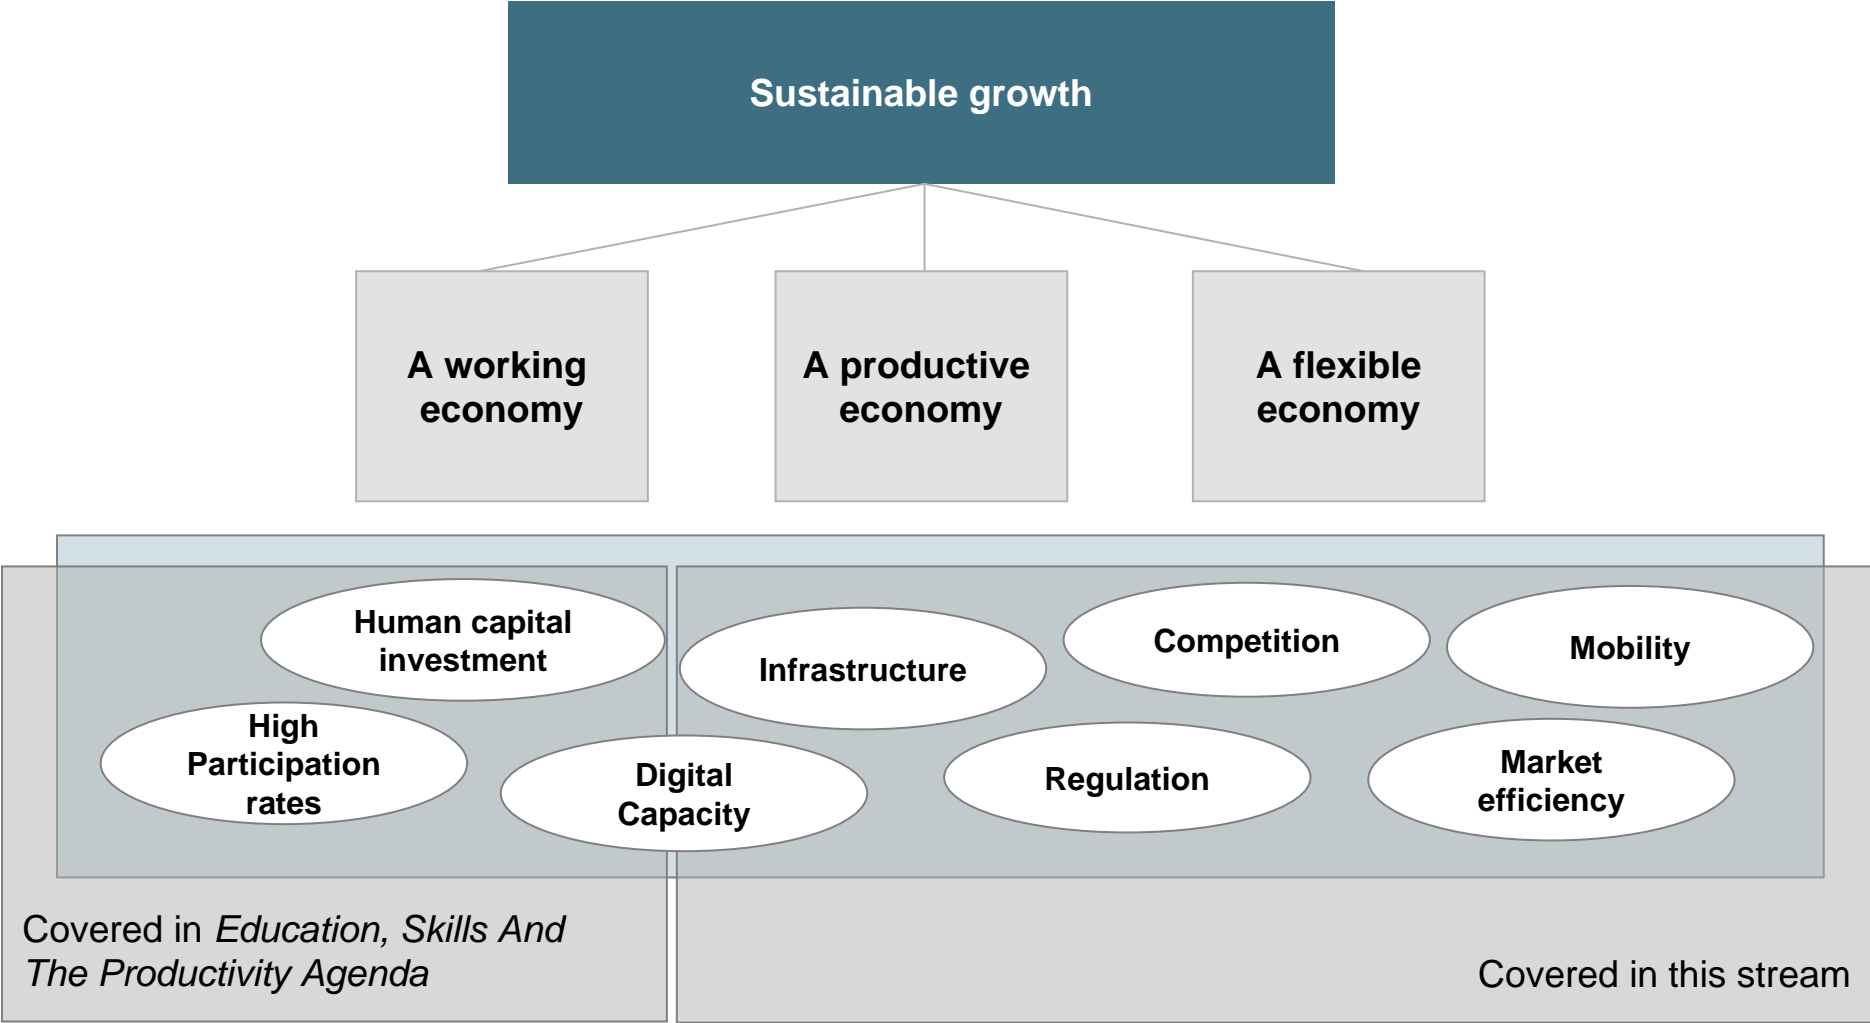 Sustainable growth
A working
economy
A productive
economy
A flexible
economy
Human capital
investment
Infrastructure
Competition
Mobility
High
Participation
rates
Digital
Capacity
Regulation
Market
efficiency
Covered in Education, Skills And
The Productivity Agenda
Covered in this stream